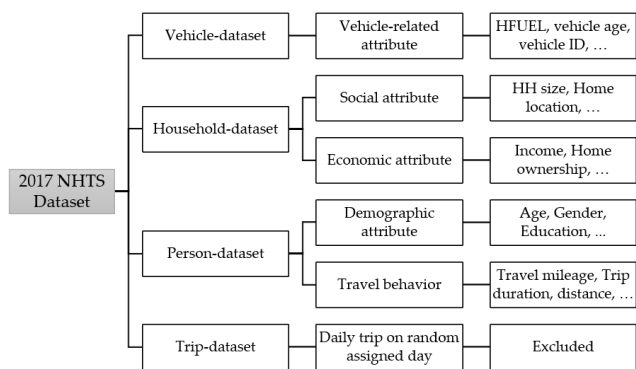 Vehicle-dataset
Vehicle-related
attribute
HFUEL, vehicle age,
vehicle ID, …
Household-dataset
Social attribute
HH size, Home
location, …
Economic attribute
Income, Home
ownership, …
2017 NHTS
Dataset
Person-dataset
Demographic
attribute
Age, Gender,
Education, ...
Travel behavior
Travel mileage, Trip
duration, distance, …
Trip-dataset
Daily trip on random
assigned day
Excluded